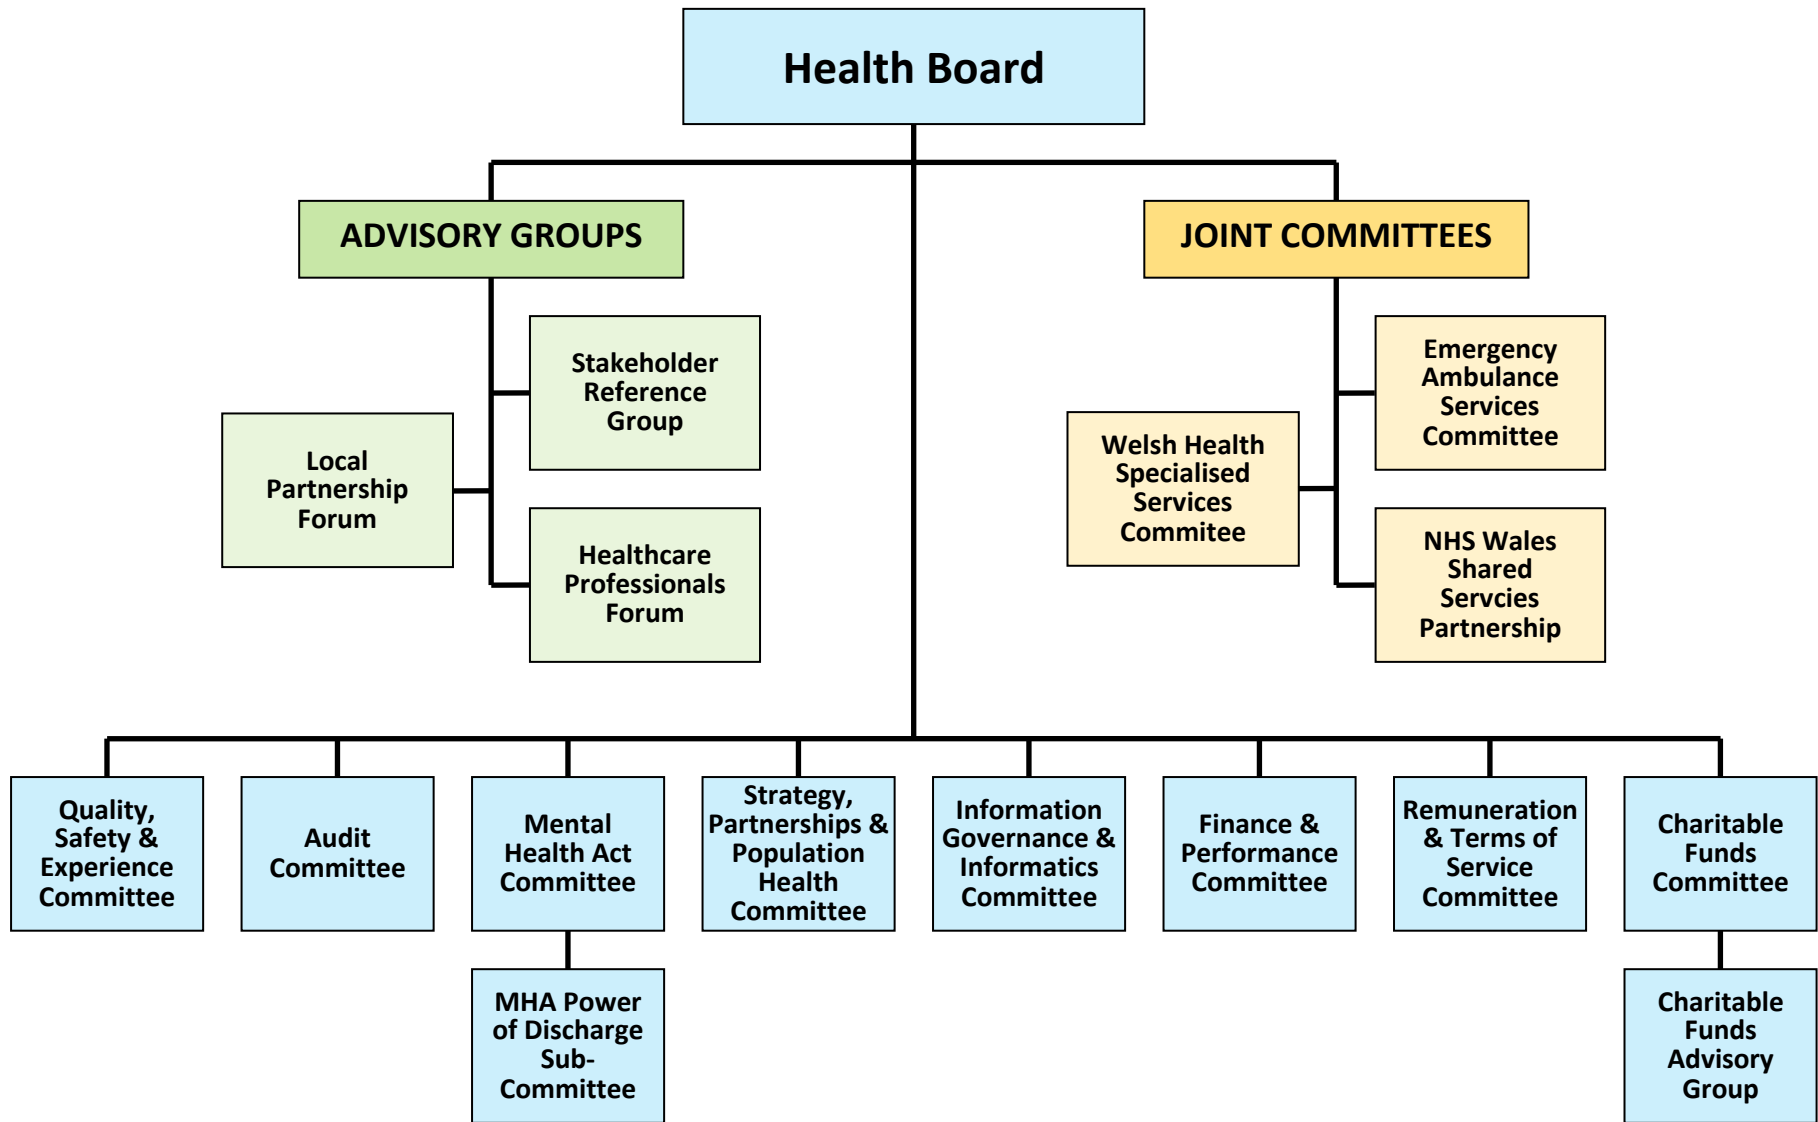 Health Board
ADVISORY GROUPS
JOINT COMMITTEES
Stakeholder
Reference
Group
Local
Partnership
Forum
Healthcare
Professionals
Forum
Emergency
Ambulance
Services
Committee
Welsh Health
Specialised
Services
Commitee
NHS Wales
Shared
Servcies
Partnership
Quality,
Safety &
Experience
Committee
Audit
Committee
Mental
Health Act
Committee
Strategy,
Partnerships &
Population
Health
Committee
Information
Governance &
Informatics
Committee
Finance &
Performance
Committee
Remuneration
& Terms of
Service
Committee
Charitable
Funds
Committee
MHA Power
of Discharge
Sub-
Committee
Charitable
Funds
Advisory
Group